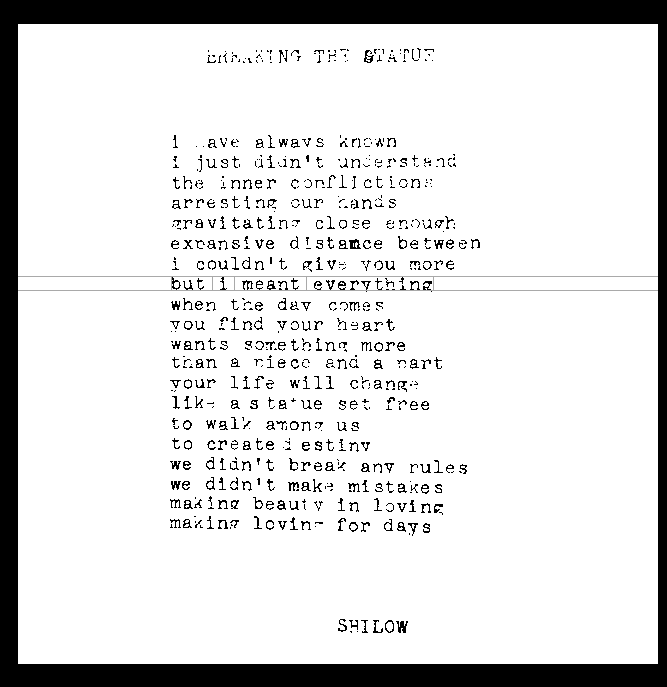 BREAKING THE STATUE
i have always known
i just didn't understand
the inner conflictions
arresting our hands
gravitating close enough
expansive distance between
i couldn't give you more
but i meant everything
when the day comes
you find your heart
wants something more
than a piece and a part
your life will change
like a statue set free
to walk among us
to create destiny
we didn't break any rules
we didn't make mistakes
making beauty in loving
making loving for days
SHILOW